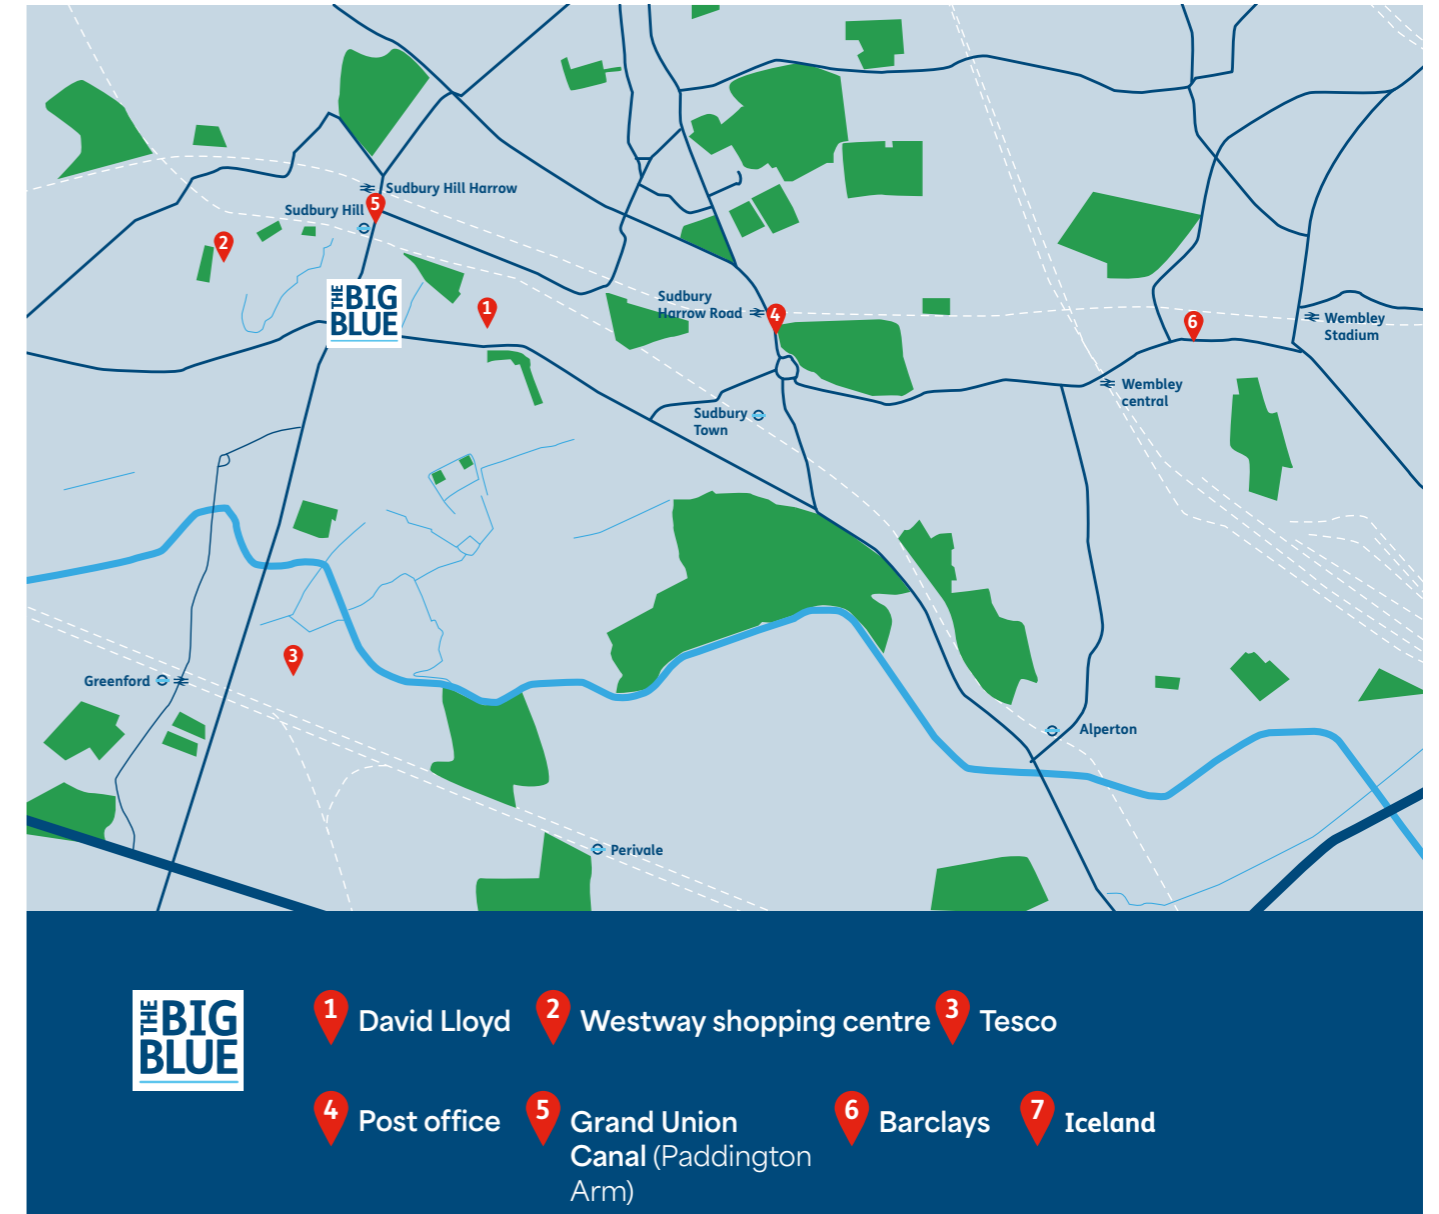 Sudbury Hill Harrow
Sudbury Hill
5
2
THE
BIG
BLUE
1
Sudbury
Harrow Road
4
6
Wembley
Stadium
Wembley
central
Sudbury
Town
3
Greenford
Alperton
Perivale
THE
BIG
BLUE
1 David Lloyd
2 Westway shopping centre
3 Tesco
4 Post office
5 Grand Union
Canal (Paddington
Arm)
6 Barclays
7 Iceland